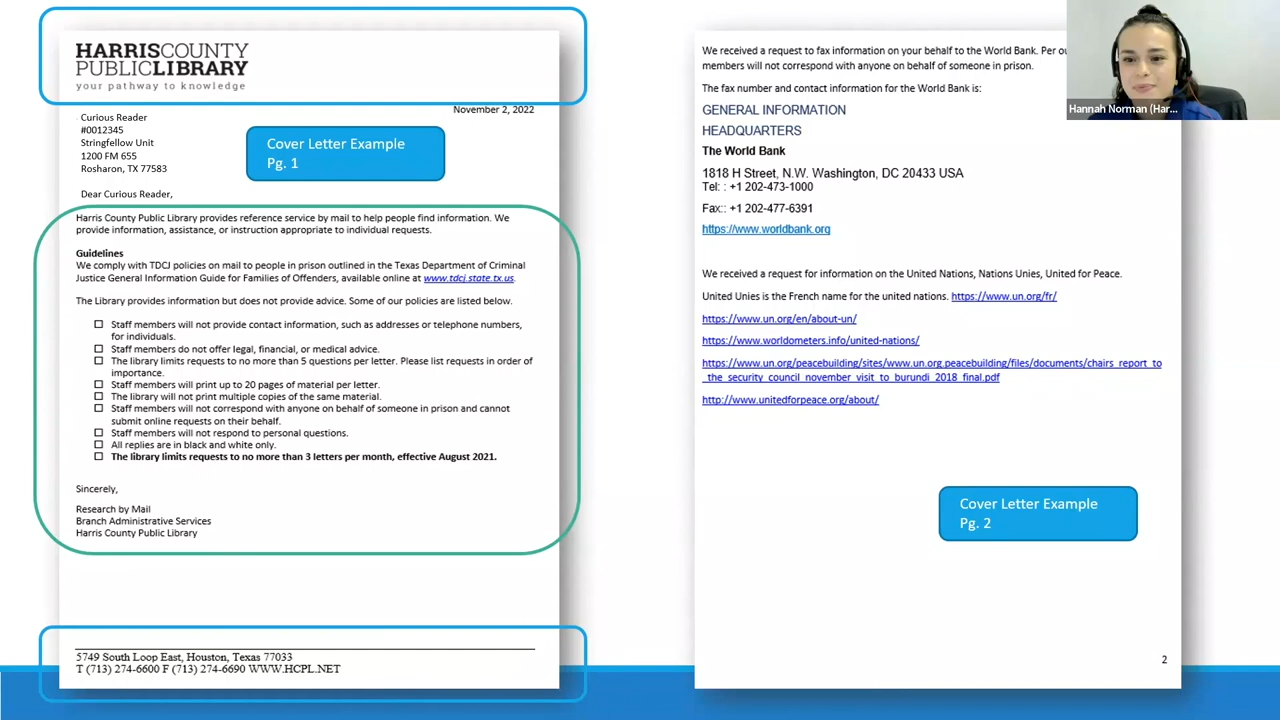 HARRISCOUNTY
PUBLICLIBRARY
your pathway to knowledge
November 2, 2022
Curious Reader
#0012345
Stringfellow Unit
1200 FM 655
Rosharon, TX 77583
Cover Letter Example
Pg. 1
Dear Curious Reader,
Harris County Public Library provides reference service by mail to help people find information. We
provide information, assistance, or instruction appropriate to individual requests.
Guidelines
We comply with TDCJ policies on mail to people in prison outlined in the Texas Department of Criminal
Justice General Information Guide for Families of Offenders, available online at www.tdcj.state.tx.us.
The Library provides information but does not provide advice. Some of our policies are listed below.
Staff members will not provide contact information, such as addresses or telephone numbers,
for individuals.
Staff members do not offer legal, financial, or medical advice.
The library limits requests to no more than 5 questions per letter. Please list requests in order of
importance.
Staff members will print up to 20 pages of material per letter.
The library will not print multiple copies of the same material.
Staff members will not correspond with anyone on behalf of someone in prison and cannot
submit online requests on their behalf.
Staff members will not respond to personal questions.
All replies are in black and white only.
The library limits requests to no more than 3 letters per month, effective August 2021.
Sincerely,
Research by Mail
Branch Administrative Services
Harris County Public Library
5749 South Loop East, Houston, Texas 77033
T (713) 274-6600 F (713) 274-6690 WWW.HCPL.NET
We received a request to fax information on your behalf to the World Bank. Per
members will not correspond with anyone on behalf of someone in prison.
The fax number and contact information for the World Bank is:
GENERAL INFORMATION
HEADQUARTERS
The World Bank
1818 H Street, N.W. Washington, DC 20433 USA
Tel: : +1 202-473-1000
Fax:: +1 202-477-6391
https://www.worldbank.org
We received a request for information on the United Nations, Nations Unies, United for Peace.
United Unies is the French name for the united nations. https://www.un.org/fr/
https://www.un.org/en/about-un/
https://www.worldometers.info/united-nations/
https://www.un.org/peacebuilding/sites/www.un.org.peacebuilding/files/documents/chairs_report_to
_the_security_council_november_visit_to_burundi_2018_final.pdf
http://www.unitedforpeace.org/about/
Cover Letter Example
Pg. 2
2
Hannah Norman (Har...